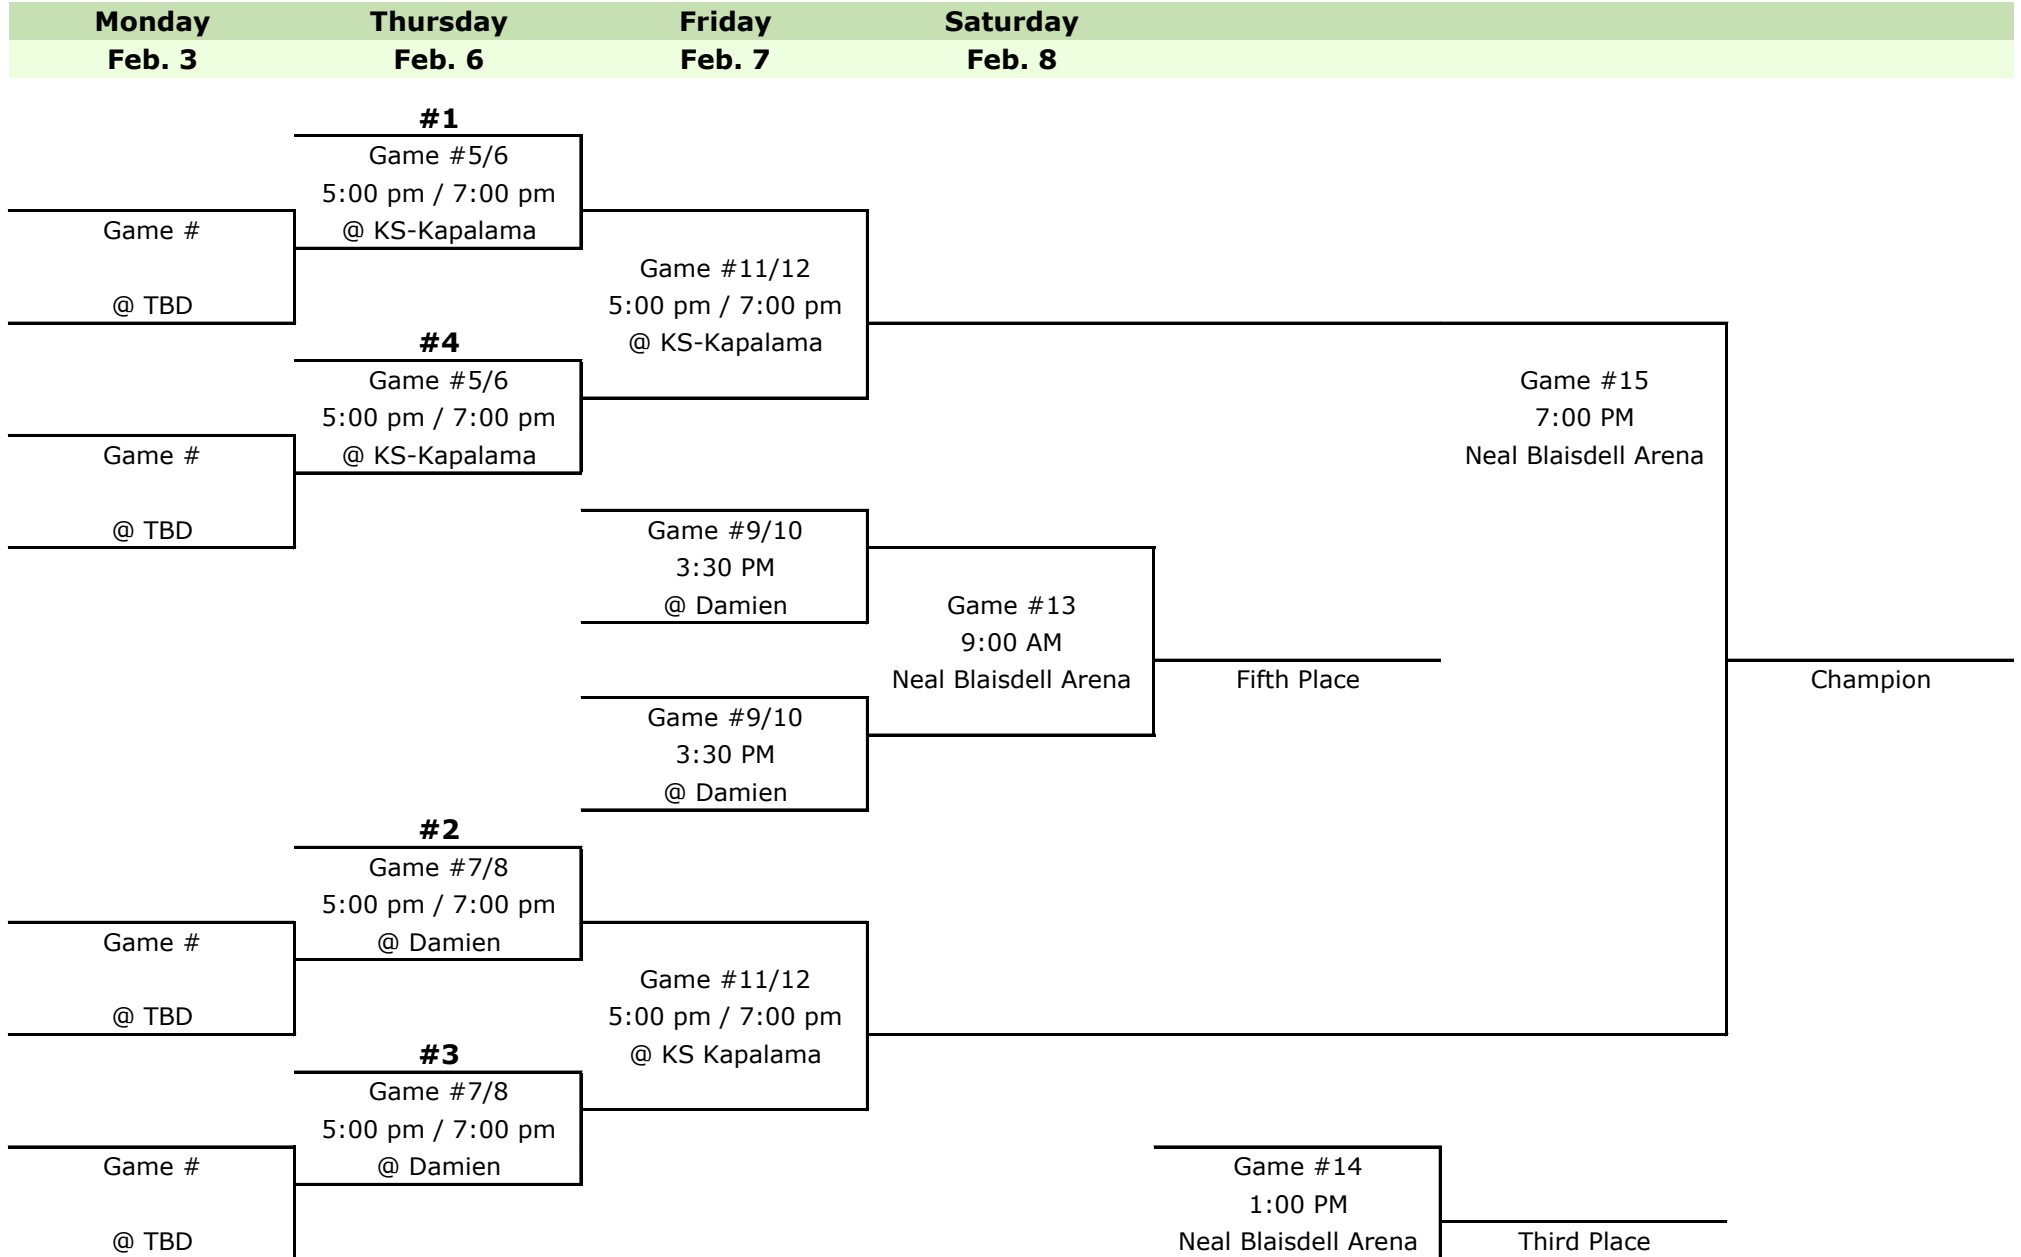 Monday Thursday Friday Saturday
Feb. 3 Feb. 6 Feb. 7 Feb. 8
#1
Game #5/6
5:00 pm / 7:00 pm
Game # @ KS-Kapalama
Game #11/12
@ TBD 5:00 pm / 7:00 pm
#4 @ KS-Kapalama
Game #5/6 Game #15
5:00 pm / 7:00 pm 7:00 PM
Game # @ KS-Kapalama Neal Blaisdell Arena
@ TBD Game #9/10
3:30 PM
@ Damien Game #13
9:00 AM
Neal Blaisdell Arena Fifth Place Champion
Game #9/10
3:30 PM
@ Damien
#2
Game #7/8
5:00 pm / 7:00 pm
Game # @ Damien
Game #11/12
@ TBD 5:00 pm / 7:00 pm
#3 @ KS Kapalama
Game #7/8
5:00 pm / 7:00 pm
Game # @ Damien Game #14
1:00 PM
@ TBD Neal Blaisdell Arena Third Place